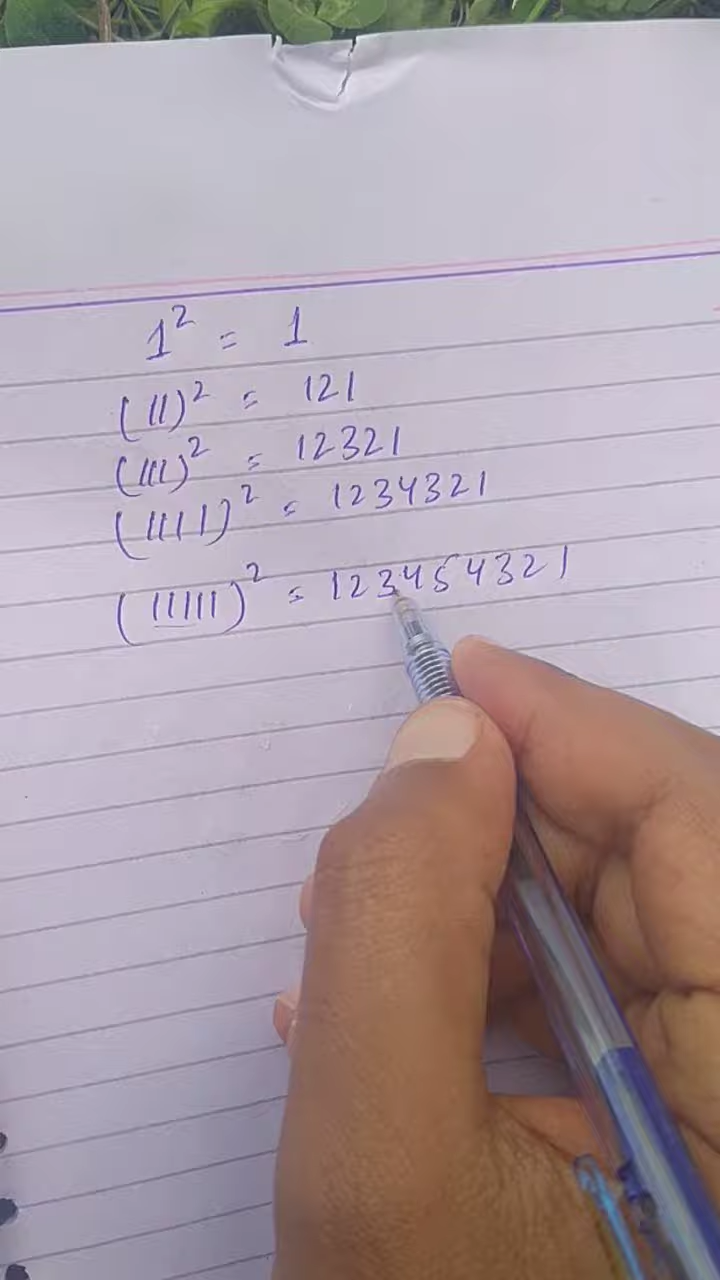 1² = 1
(11)² = 121
(111)² = 12321
(1111)² = 1234321
(11111)² = 123454321